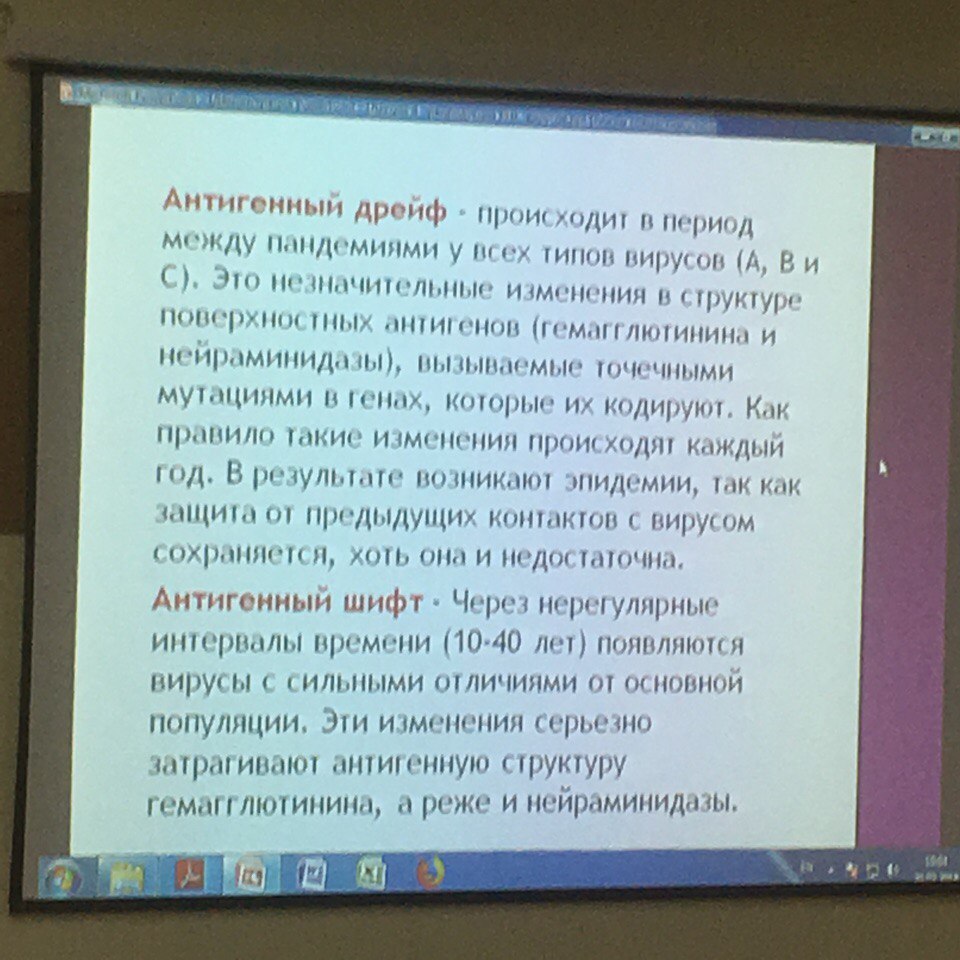 Антигенный дрейф - происходит в период
между пандемиями у всех типов вирусов (А, В и
С). Это незначительные изменения в структуре
поверхностных антигенов (гемагглютинина и
нейраминидазы), вызываемые точечными
мутациями в генах, которые их кодируют. Как
правило такие изменения происходят каждый
год. В результате возникают эпидемии, так как
защита от предыдущих контактов с вирусом
сохраняется, хоть она и недостаточна.
Антигенный шифт - Через нерегулярные
интервалы времени (10-40 лет) появляются
вирусы с сильными отличиями от основной
популяции. Эти изменения серьезно
затрагивают антигенную структуру
гемагглютинина, а реже и нейраминидазы.